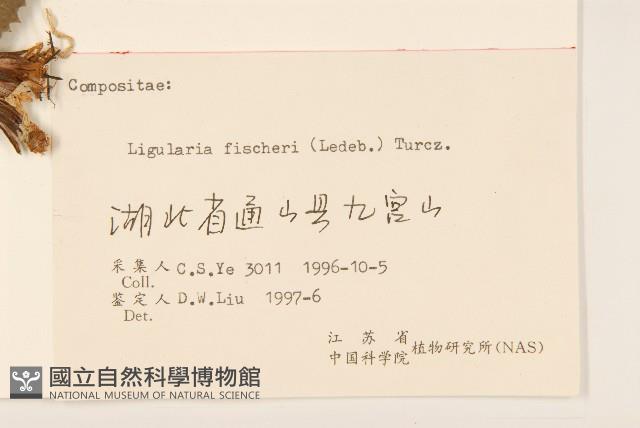 Compositae:
Ligularia fischeri (Ledeb.) Turcz.
湖北省通山县九宫山
采集人 C.S.Ye 3011 1996-10-5
Coll.
鉴定人 D.W.Liu 1997-6
Det.
江苏省
中国科学院植物研究所(NAS)
國立自然科學博物館
NATIONAL MUSEUM OF NATURAL SCIENCE